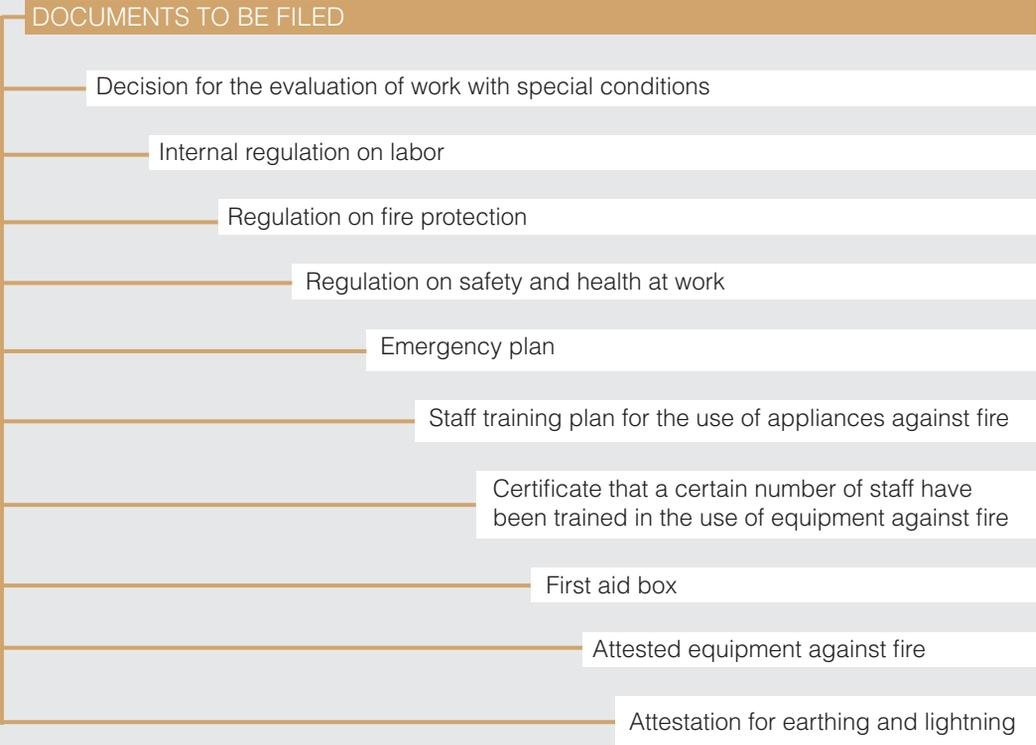 DOCUMENTS TO BE FILED
Decision for the evaluation of work with special conditions
Internal regulation on labor
Regulation on fire protection
Regulation on safety and health at work
Emergency plan
Staff training plan for the use of appliances against fire
Certificate that a certain number of staff have
been trained in the use of equipment against fire
First aid box
Attested equipment against fire
Attestation for earthing and lightning